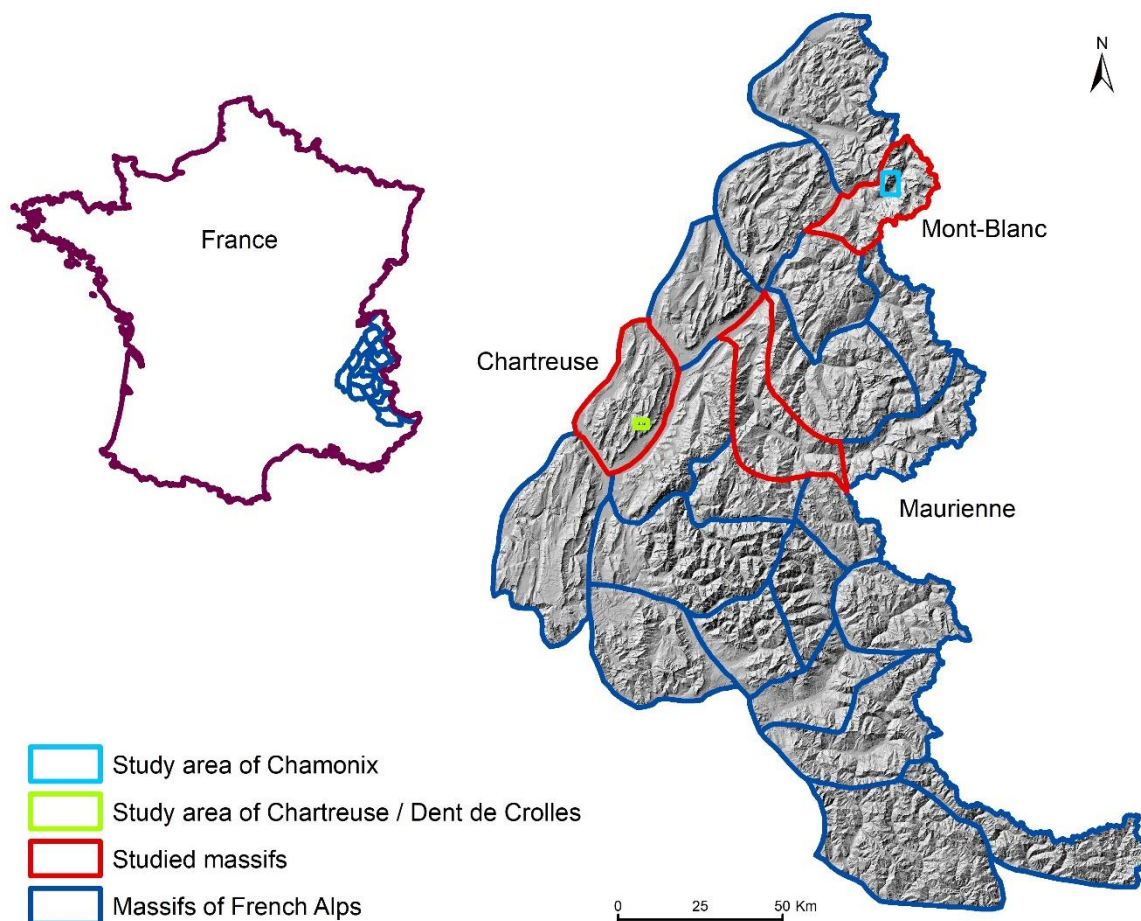 N
France
Mont-Blanc
Chartreuse
Maurienne
Study area of Chamonix
Study area of Chartreuse / Dent de Crolles
Studied massifs
Massifs of French Alps
0 25 50 Km